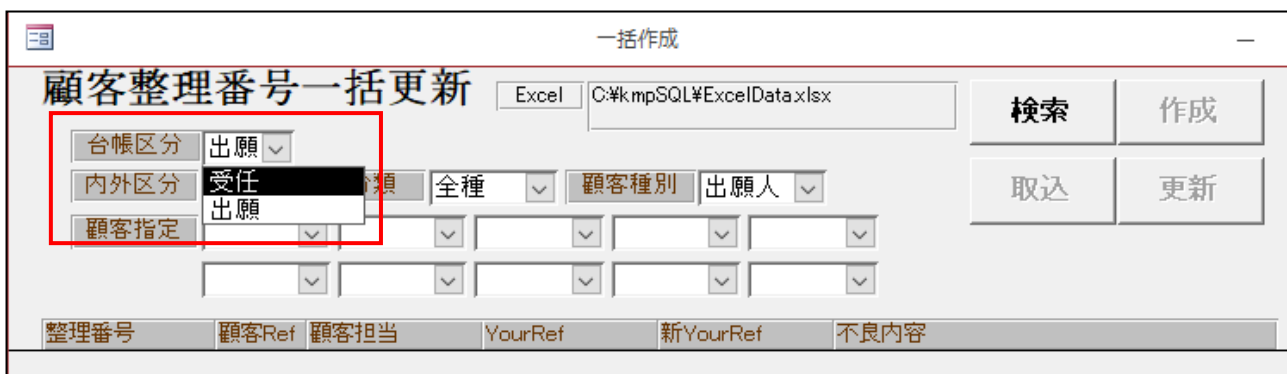 一括作成
顧客整理番号一括更新 Excel C:¥kmpSQL¥ExcelData.xlsx 検索 作成
台帳区分 出願
内外区分 受任 類 全種 顧客種別 出願人 取込 更新
出願
顧客指定
整理番号 顧客Ref 顧客担当 YourRef 新YourRef 不良内容